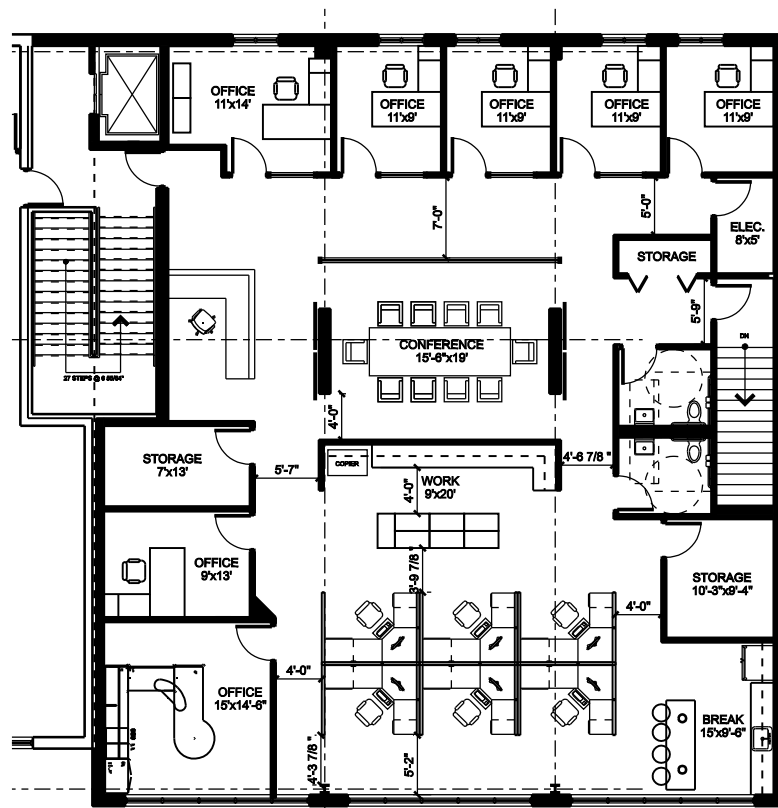 OFFICE
11'x14'
OFFICE
11'x9'
OFFICE
11'x9'
OFFICE
11'x9'
OFFICE
11'x9'
7'-0"
5'-0"
ELEC.
8'x5'
STORAGE
5'-9"
DN
CONFERENCE
15'-6"x19'
27 STEPS @ 6
4'-0"
STORAGE
7'x13'
5'-7"
COPIER
WORK
9'x20'
4'-0"
4'-6 7/8 "
OFFICE
9'x13'
3'-9 7/8 "
STORAGE
10'-3"x9'-4"
4'-0"
4'-0"
OFFICE
15'x14'-6"
BREAK
15'x9'-6"
4'-3 7/8 "
5'-2"